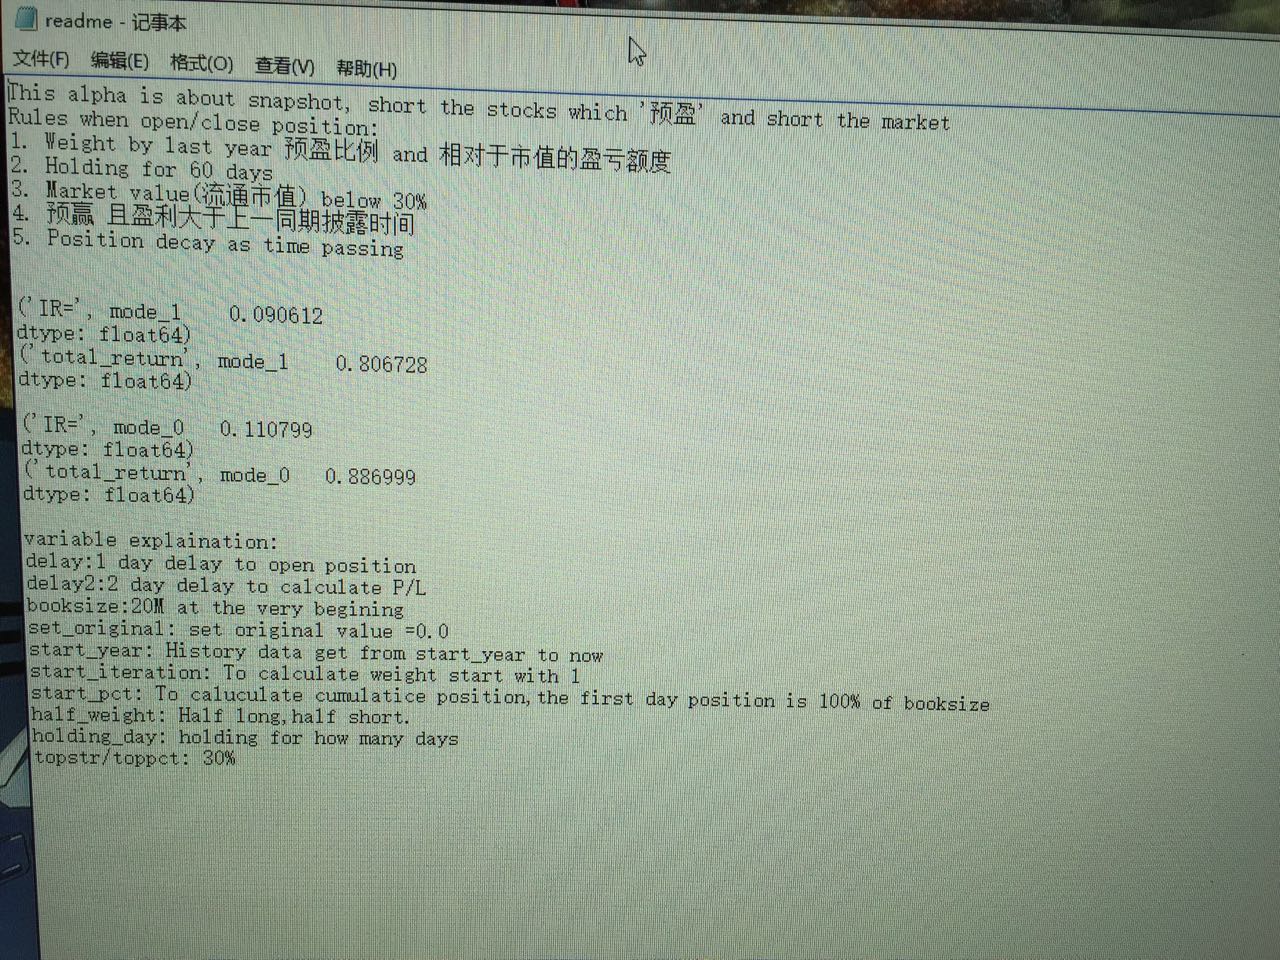 readme - 记事本
文件(F) 编辑(E) 格式(O) 查看(V) 帮助(H)
This alpha is about snapshot, short the stocks which '预盈' and short the market
Rules when open/close position:
1. Weight by last year 预盈比例 and 相对于市值的盈亏额度
2. Holding for 60 days
3. Market value(流通市值) below 30%
4. 预赢 且盈利大于上一同期披露时间
5. Position decay as time passing
('IR=', mode_1 0.090612
dtype: float64)
('total_return', mode_1 0.806728
dtype: float64)
('IR=', mode_0 0.110799
dtype: float64)
('total_return', mode_0 0.886999
dtype: float64)
variable explaination:
delay:1 day delay to open position
delay2:2 day delay to calculate P/L
booksize:20M at the very begining
set_original: set original value =0.0
start_year: History data get from start_year to now
start_iteration: To calculate weight start with 1
start_pct: To caluculate cumulatice position,the first day position is 100% of booksize
half_weight: Half long,half short.
holding_day: holding for how many days
topstr/toppct: 30%